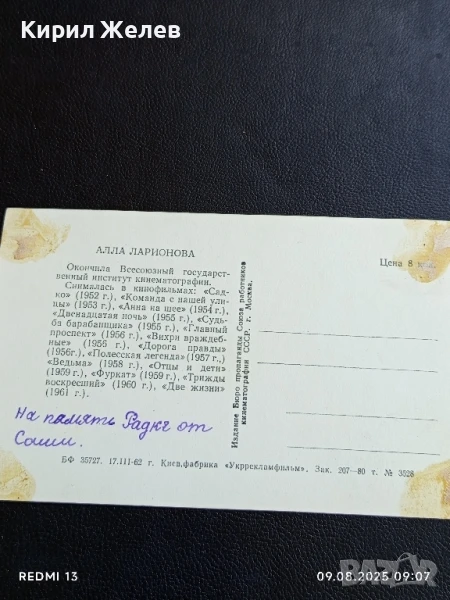 Кирил Желев
АЛЛА ЛАРИОНОВА
Окончила Всесоюзный государст-
венный институт кинематографии.
Снималась в кинофильмах: «Сад-
ко» (1952 г.), «Команда с нашей ули-
цы» (1953 г.), «Анна на шее» (1954 г.),
«Двенадцатая ночь» (1955 г.), «Судь-
ба барабанщика» (1955 г.), «Главный
проспект» (1956 г.), «Вихри враждеб-
ные» (1956 г.), «Дорога правды»
(1956г.), «Полесская легенда» (1957 г.,)
«Ведьма» (1958 г.), «Отцы и дети»
(1959 г.), «Фуркат» (1959 г.), «Трижды
воскресший» (1960 г.), «Две жизни»
(1961 г.).
На память Радке от
Саши.
БФ 35727. 17.III-62 г. Киев, фабрика «Укррекламфильм». Зак. 207—80 т. № 3528
Издание Бюро пропаганды Союза работников
кинематографии СССР. г. Москва.
Цена 8
REDMI 13
09.08.2025 09:07
BAZAR